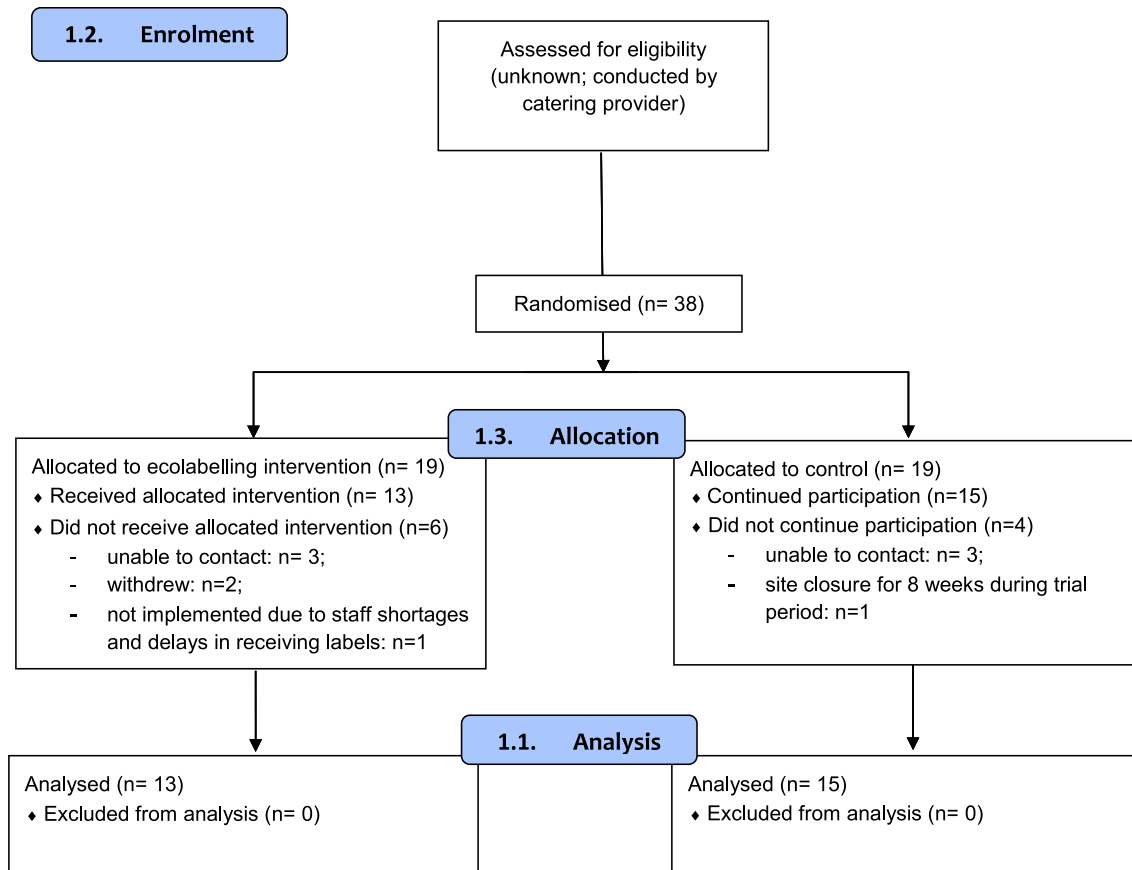 1.2. Enrolment
Assessed for eligibility
(unknown; conducted by
catering provider)
Randomised (n= 38)
1.3. Allocation
Allocated to ecolabelling intervention (n= 19)
♦ Received allocated intervention (n= 13)
♦ Did not receive allocated intervention (n=6)
- unable to contact: n= 3;
- withdrew: n=2;
- not implemented due to staff shortages
and delays in receiving labels: n=1
Allocated to control (n= 19)
♦ Continued participation (n=15)
♦ Did not continue participation (n=4)
- unable to contact: n= 3;
- site closure for 8 weeks during trial
period: n=1
1.1. Analysis
Analysed (n= 13)
♦ Excluded from analysis (n= 0)
Analysed (n= 15)
♦ Excluded from analysis (n= 0)